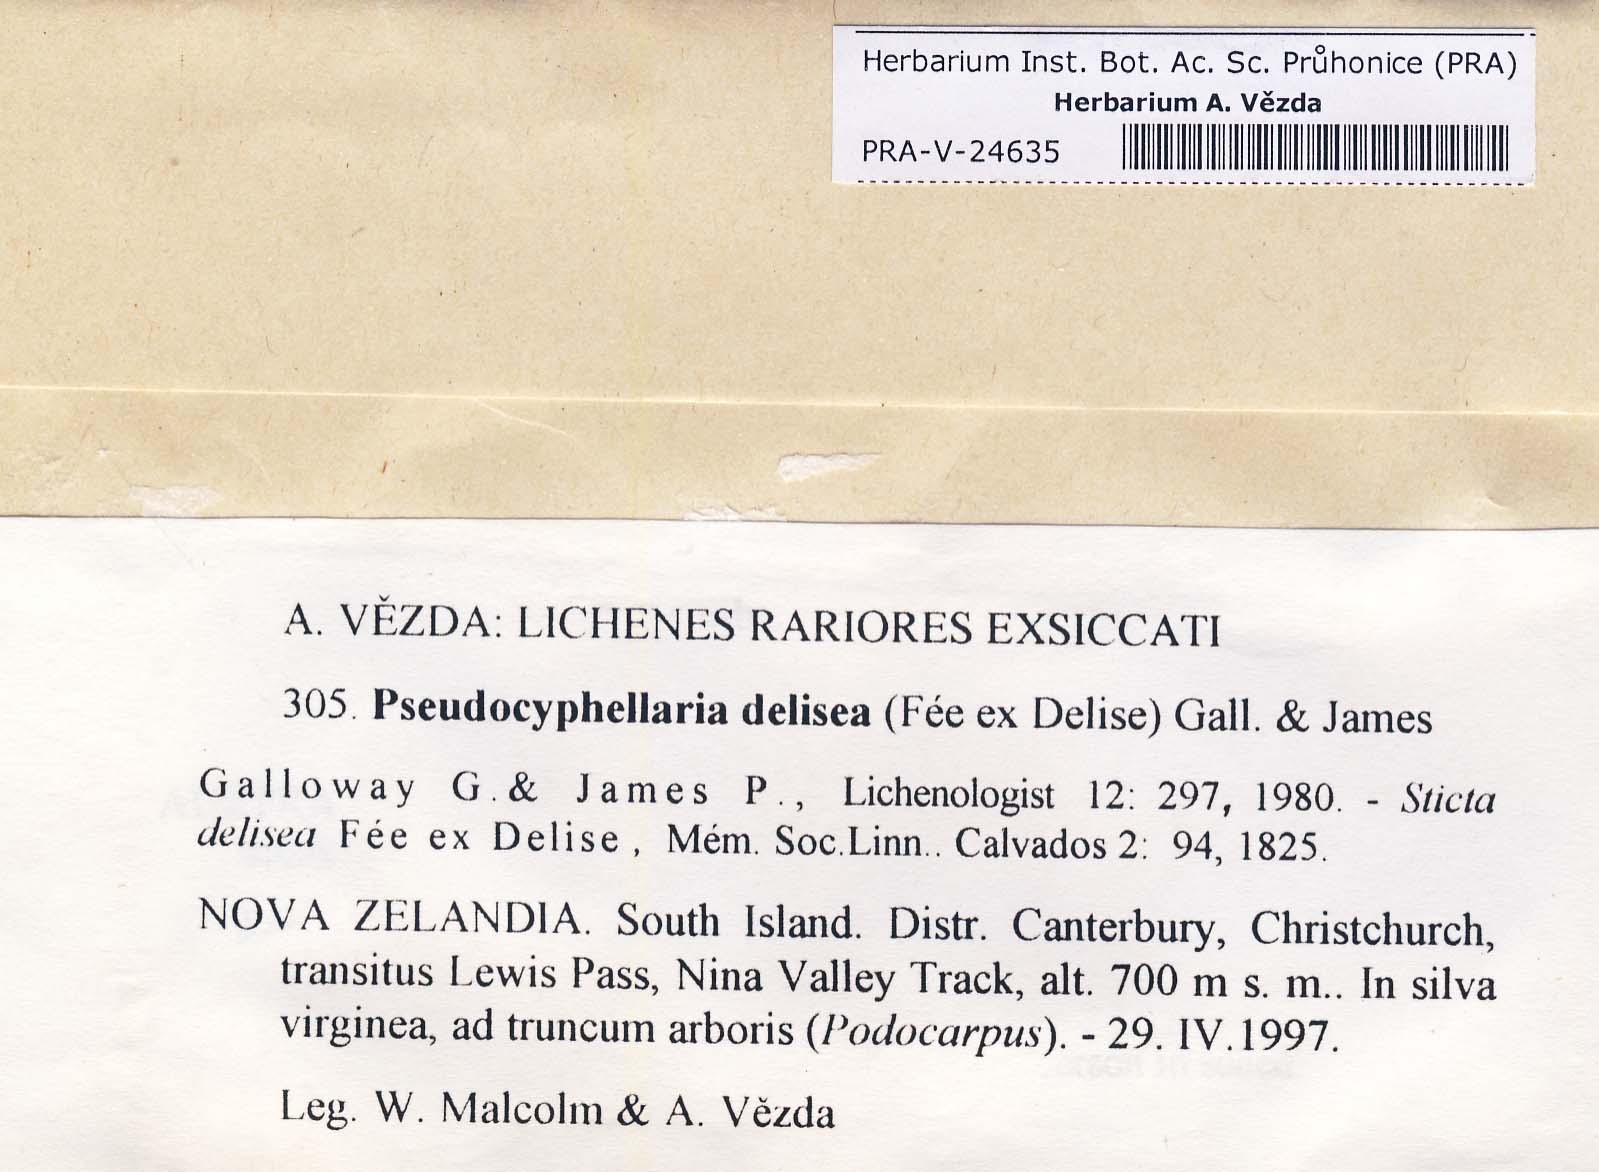 Herbarium Inst. Bot. Ac. Sc. Průhonice (PRA)
Herbarium A. Vězda
PRA-V-24635
A. VĚZDA: LICHENES RARIORES EXSICCATI
305. Pseudocyphellaria delisea (Fée ex Delise) Gall. & James
Galloway G.& James P., Lichenologist 12: 297, 1980. - Sticta
delisea Fée ex Delise, Mém. Soc.Linn.. Calvados 2: 94, 1825.
NOVA ZELANDIA. South Island. Distr. Canterbury, Christchurch,
transitus Lewis Pass, Nina Valley Track, alt. 700 m s. m.. In silva
virginea, ad truncum arboris (Podocarpus). - 29. IV.1997.
Leg. W. Malcolm & A. Vězda